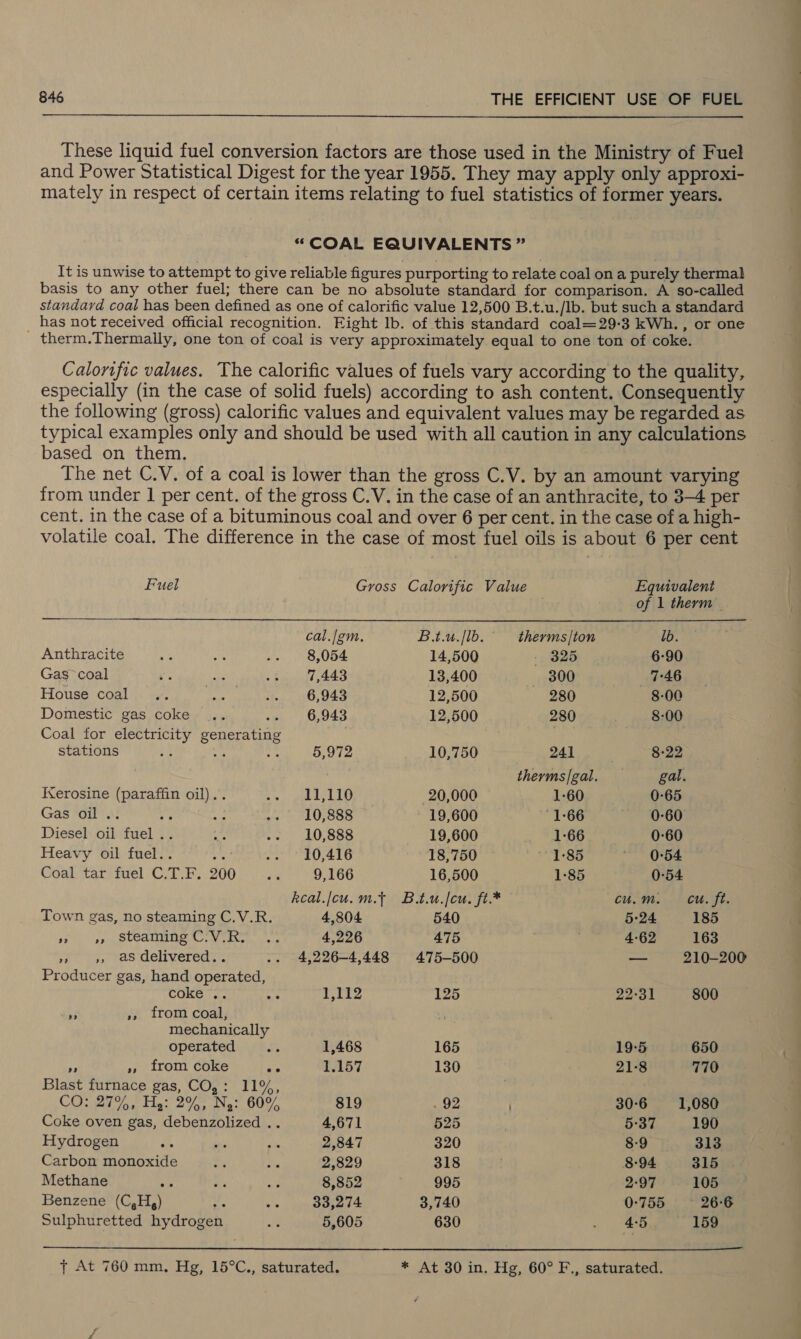 846 THE EFFICIENT USE OF FUEL
These liquid fuel conversion factors are those used in the Ministry of Fuel
and Power Statistical Digest for the year 1955. They may apply only approxi-
mately in respect of certain items relating to fuel statistics of former years.
“ COAL EQUIVALENTS ”
It is unwise to attempt to give reliable figures purporting to relate coal on a purely thermal
basis to any other fuel; there can be no absolute standard for comparison. A so-called
standard coal has been defined as one of calorific value 12,500 B.t.u./lb. but such a standard
has not received official recognition. Eight lb. of this standard coal=29·3 kWh., or one
therm.Thermally, one ton of coal is very approximately equal to one ton of coke.
Calorific values. The calorific values of fuels vary according to the quality,
especially (in the case of solid fuels) according to ash content. Consequently
the following (gross) calorific values and equivalent values may be regarded as
typical examples only and should be used with all caution in any calculations
based on them.
The net C.V. of a coal is lower than the gross C.V. by an amount varying
from under 1 per cent. of the gross C.V. in the case of an anthracite, to 3–4 per
cent. in the case of a bituminous coal and over 6 per cent. in the case of a high-
volatile coal. The difference in the case of most fuel oils is about 6 per cent
Fuel Gross Calorific Value Equivalent
of 1 therm
cal./gm. B.t.u./lb. therms/ton lb.
Anthracite .. .. .. 8,054 14,500 325 6·90
Gas coal .. .. .. 7,443 13,400 300 7·46
House coal .. .. .. 6,943 12,500 280 8·00
Domestic gas coke .. .. 6,943 12,500 280 8·00
Coal for electricity generating
stations .. .. .. 5,972 10,750 241 8·22
therms/gal. gal.
Kerosine (paraffin oil).. .. 11,110 20,000 1·60 0·65
Gas oil .. .. .. .. 10,888 19,600 1·66 0·60
Diesel oil fuel .. .. .. 10,888 19,600 1·66 0·60
Heavy oil fuel.. .. .. 10,416 18,750 1·85 0·54
Coal tar fuel C.T.F. 200 .. 9,166 16,500 1·85 0·54
kcal./cu. m.† B.t.u./cu. ft.* cu. m. cu. ft.
Town gas, no steaming C.V.R. 4,804 540 5·24 185
„ „ steaming C.V.R. .. 4,226 475 4·62 163
„ „ as delivered.. .. 4,226–4,448 475–500 — 210–200
Producer gas, hand operated,
coke .. .. 1,112 125 22·31 800
„ „ from coal,
mechanically
operated .. 1,468 165 19·5 650
„ „ from coke .. 1.157 130 21·8 770
Blast furnace gas, CO₂: 11%,
CO: 27%, H₂: 2%, N₂: 60% 819 92 30·6 1,080
Coke oven gas, debenzolized .. 4,671 525 5·37 190
Hydrogen .. .. .. 2,847 320 8·9 313
Carbon monoxide .. .. 2,829 318 8·94 315
Methane .. .. .. 8,852 995 2·97 105
Benzene (C₆H₆) .. .. 33,274 3,740 0·755 26·6
Sulphuretted hydrogen .. 5,605 630 4·5 159
† At 760 mm. Hg, 15°C., saturated. * At 30 in. Hg, 60° F., saturated.